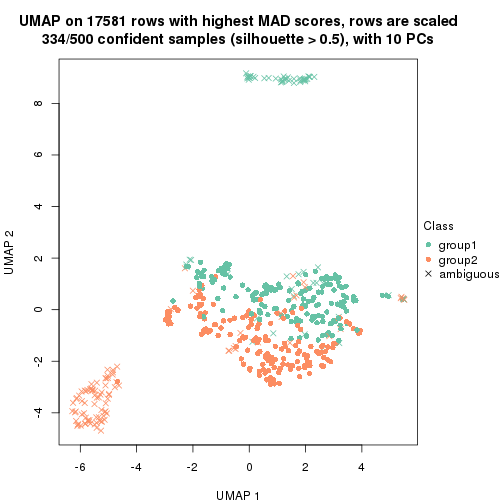 UMAP on 17581 rows with highest MAD scores, rows are scaled
334/500 confident samples (silhouette > 0.5), with 10 PCs
8
6
4
2
0
-2
-4
UMAP 2
-6
-4
-2
0
2
4
UMAP 1
Class
group1
group2
ambiguous